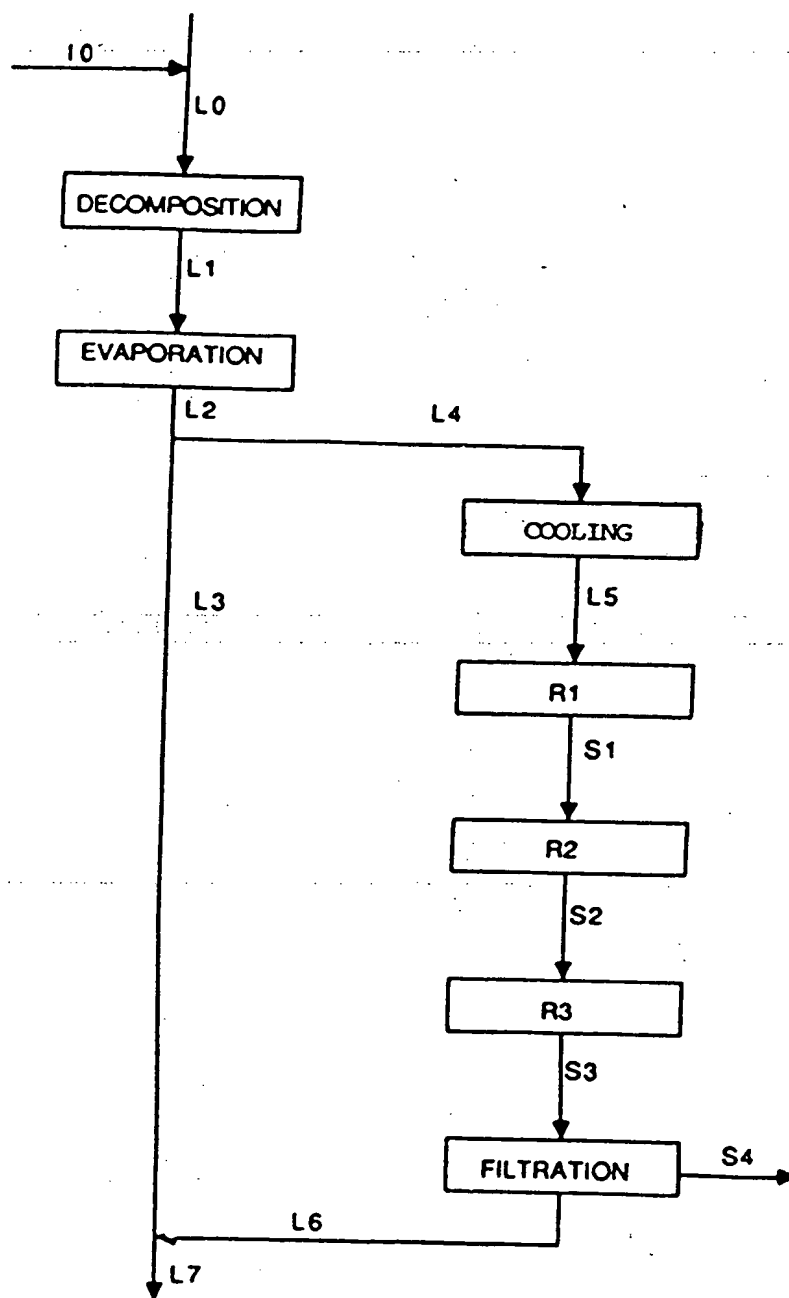 10
L0
DECOMPOSITION
L1
EVAPORATION
L2
L4
COOLING
L3
L5
R1
S1
R2
S2
R3
S3
FILTRATION
S4
L6
L7